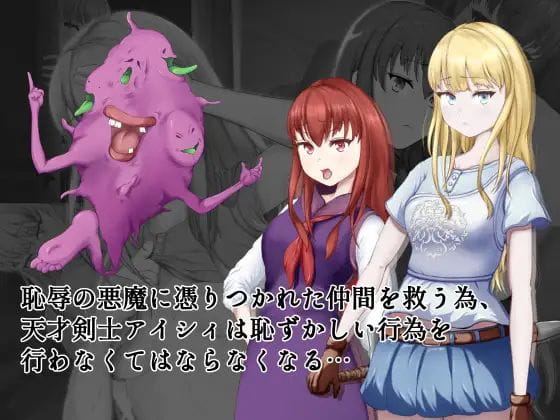 恥辱の悪魔に憑りつかれた仲間を救う為、
天才剣士アイシィは恥ずかしい行為を
行わなくてはならなくなる…